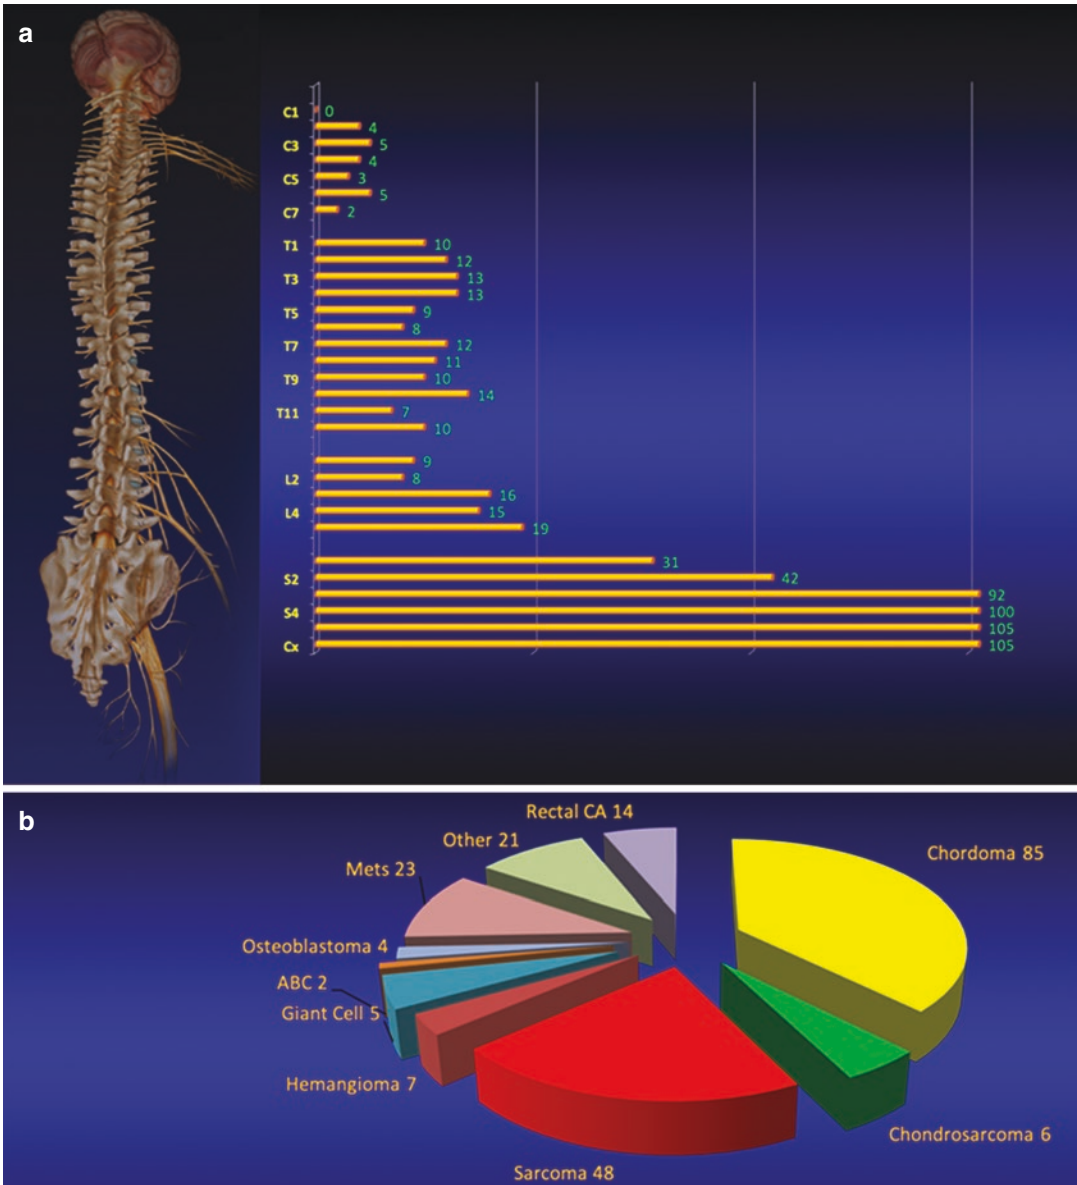 a
C1 0
4
C3 5
4
C5 3
5
C7 2
T1 10
12
T3 13
13
T5 9
8
T7 12
11
T9 10
14
T11 7
10
9
L2 8
16
L4 15
19
31
S2 42
92
S4 100
105
Cx 105
b
Rectal CA 14
Other 21
Chordoma 85
Mets 23
Osteoblastoma 4
ABC 2
Giant Cell 5
Hemangioma 7
Chondrosarcoma 6
Sarcoma 48